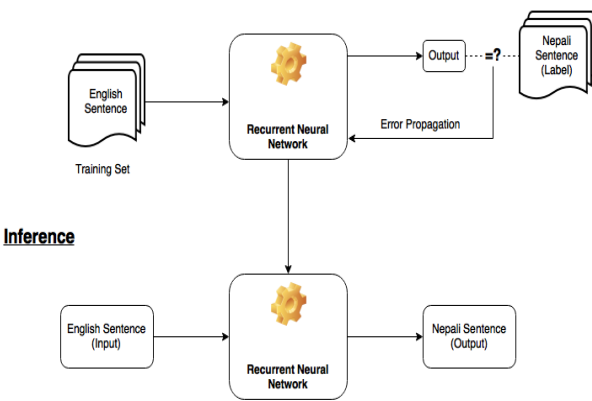 English
Sentence
Training Set
Recurrent Neural
Network
Output
=?
Nepali
Sentence
(Label)
Error Propagation
Inference
English Sentence
(Input)
Recurrent Neural
Network
Nepali Sentence
(Output)